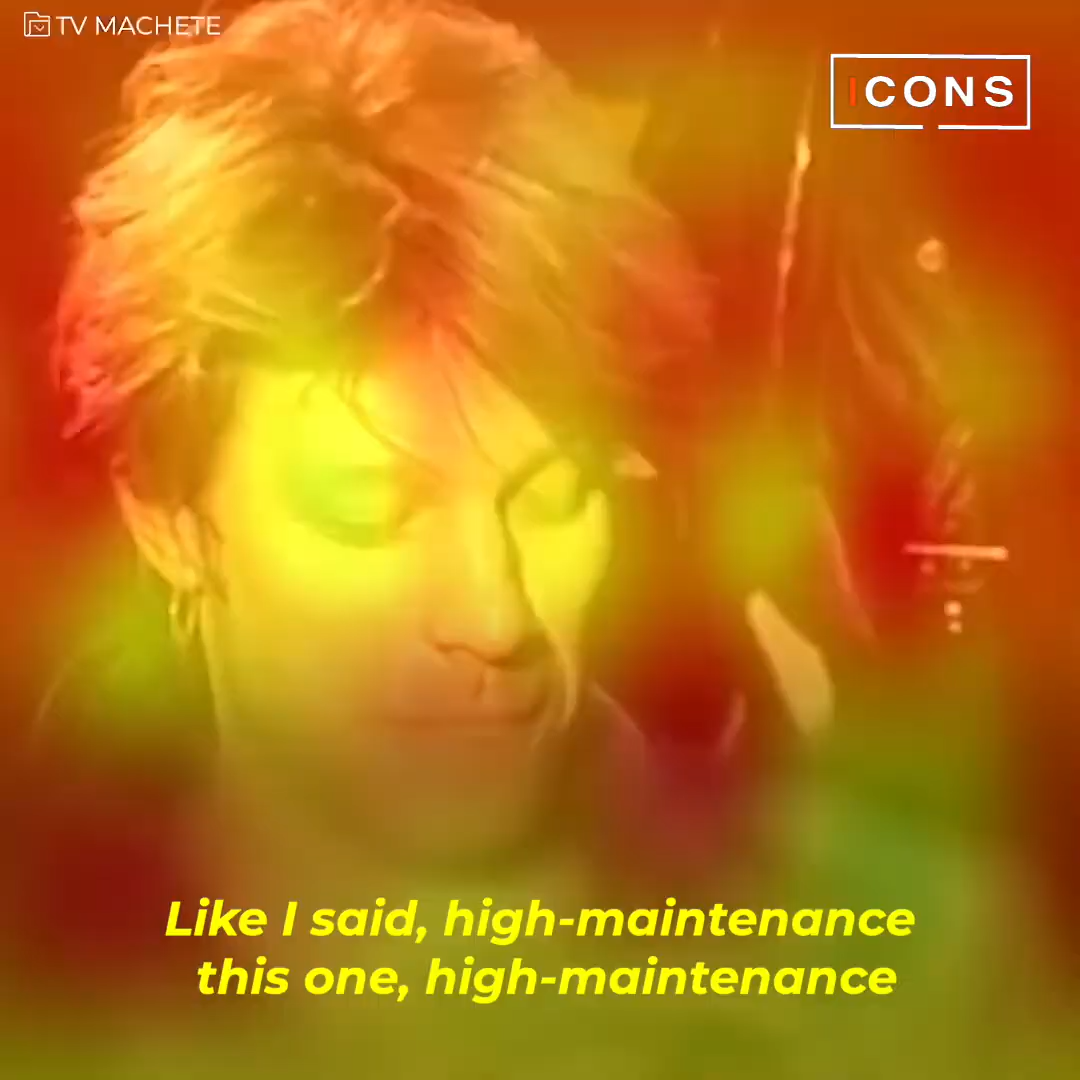 TV MACHETE
ICONS
Like I said, high-maintenance
this one, high-maintenance